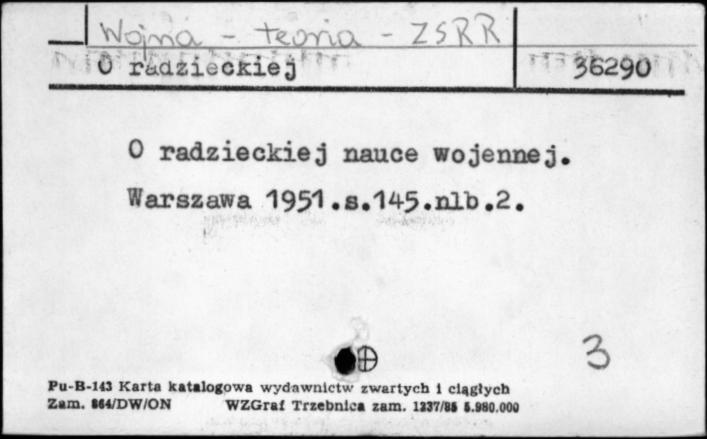 Wojna - teoria - ZSRR
O radzieckiej 36290
O radzieckiej nauce wojennej.
Warszawa 1951.s.145.nlb.2.
3
Pu-B-143 Karta katalogowa wydawnictw zwartych i ciągłych
Zam. 864/DW/ON WZGraf Trzebnica zam. 1237/85 5.980.000